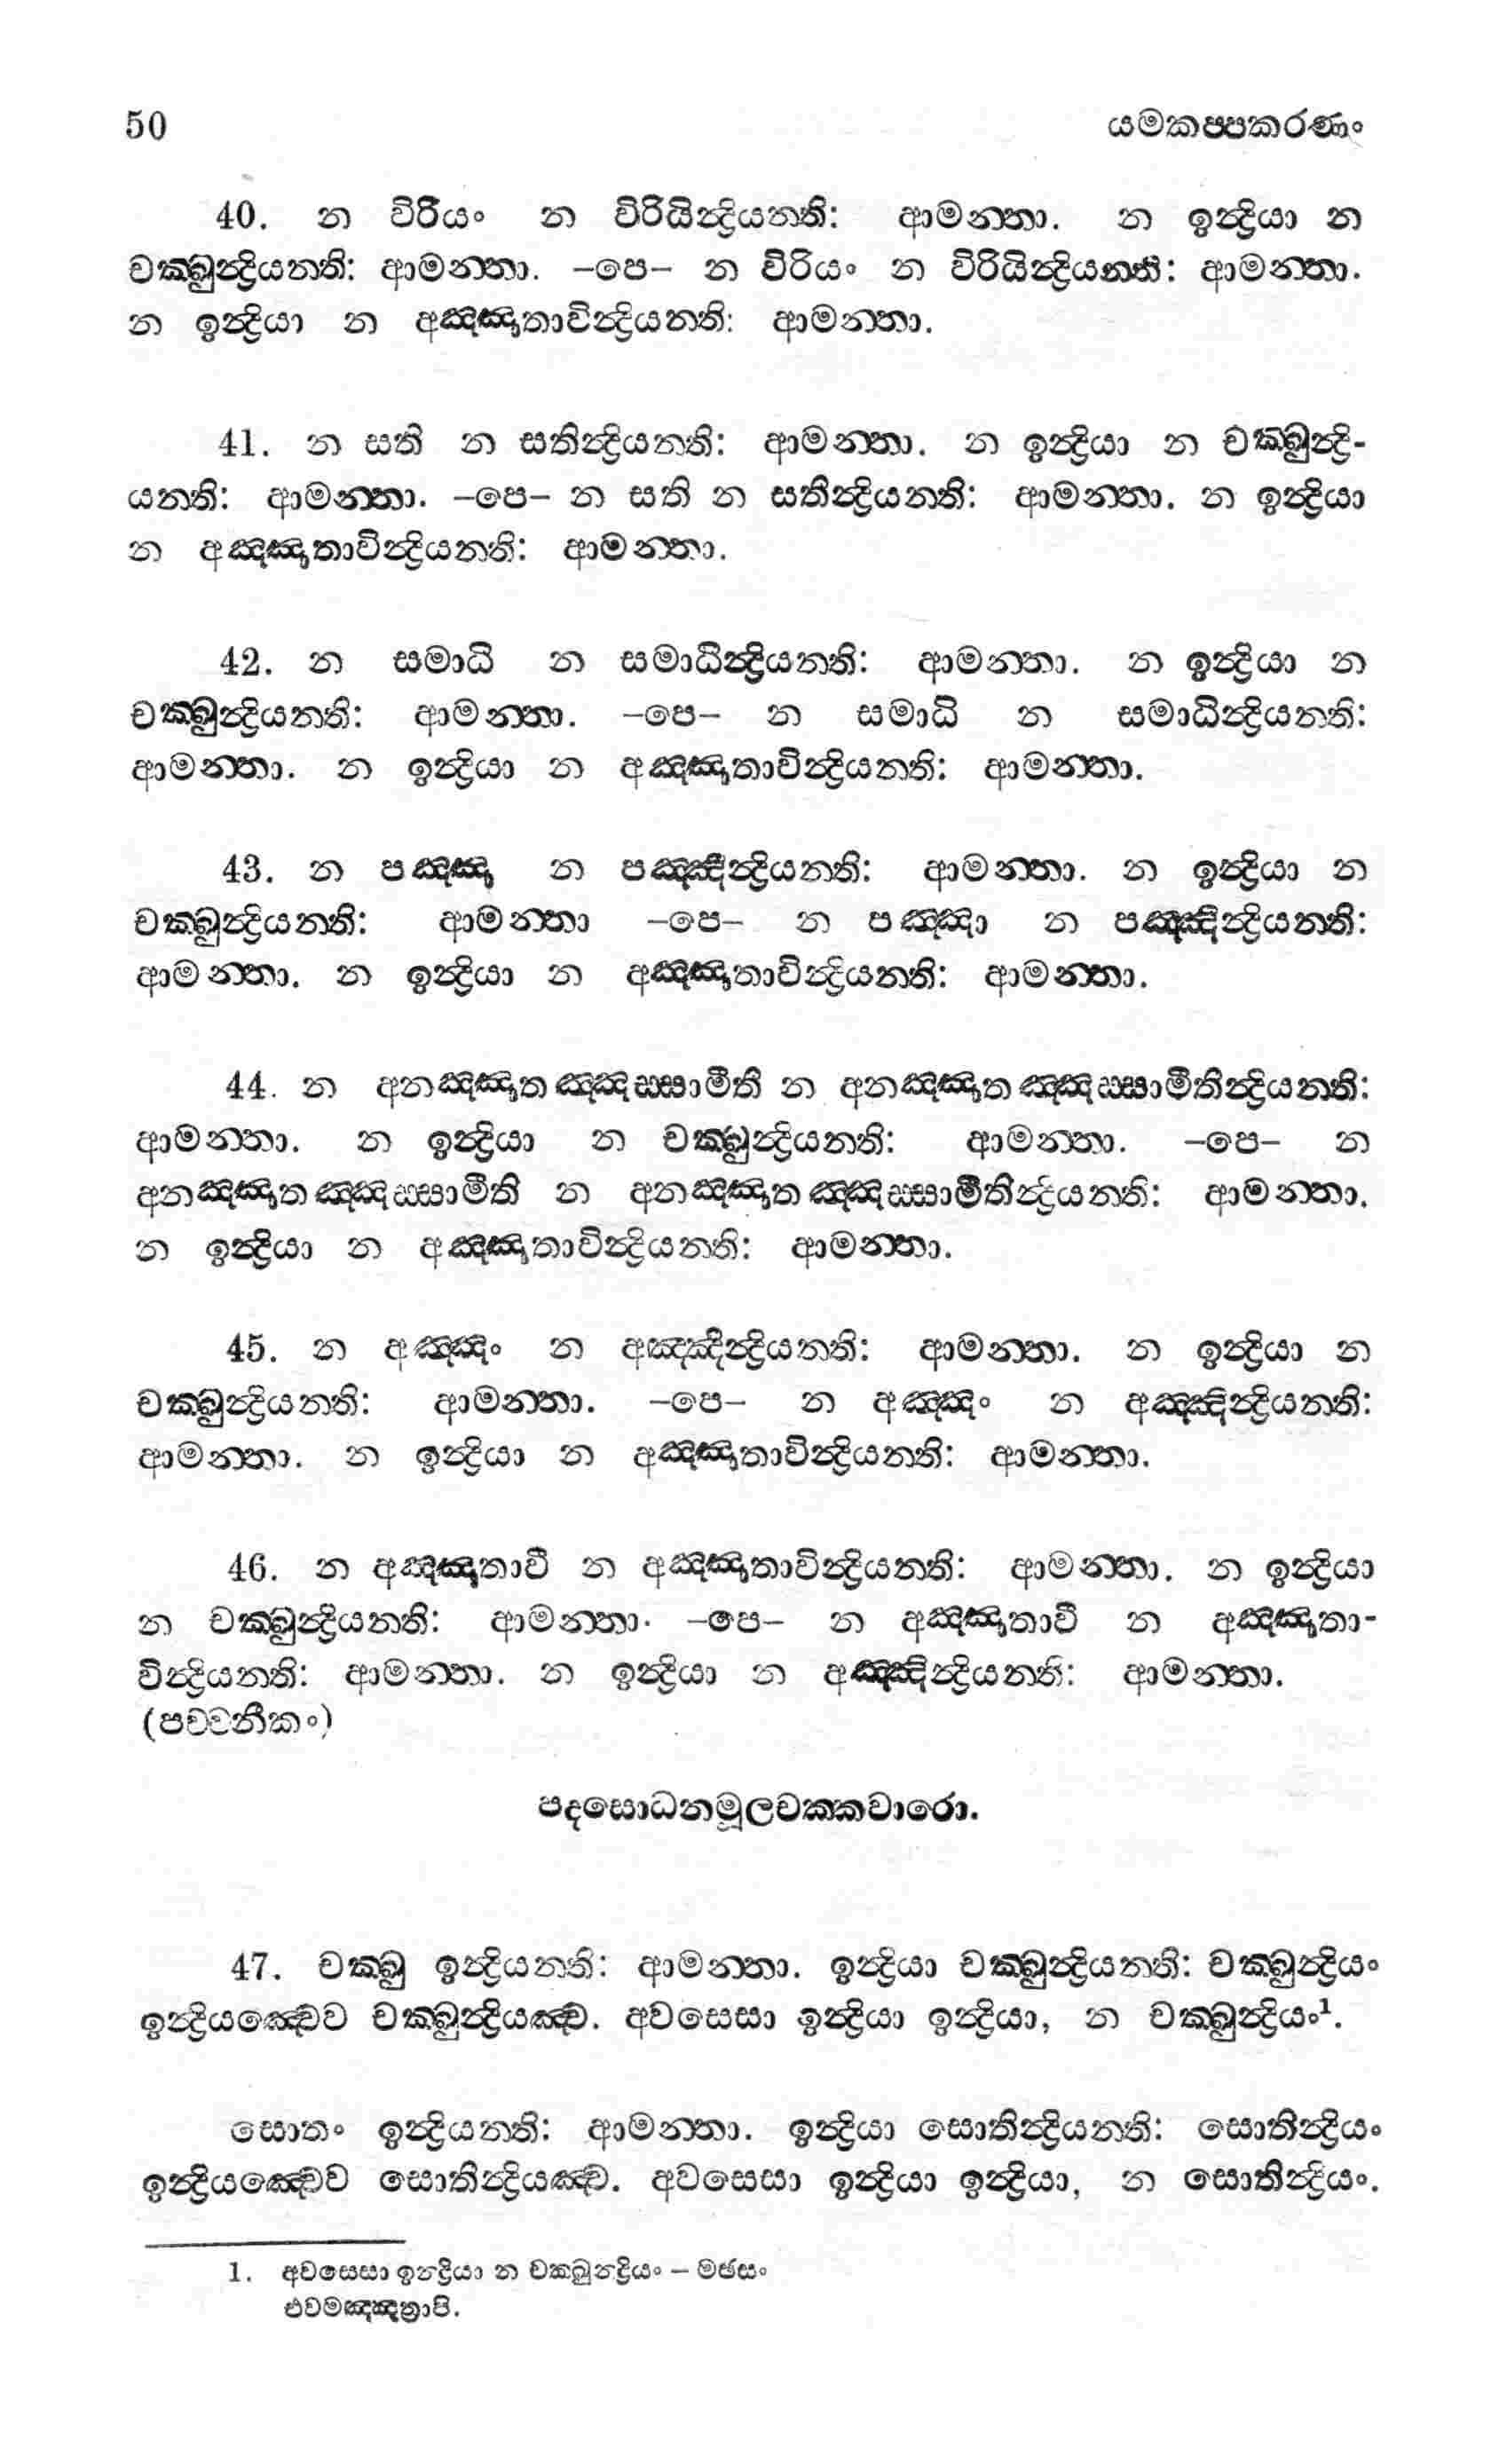 50 යමකප්පකරණං
40. න විරියං න විරියින්ද්‍රියන්ති: ආමන්තා. න ඉන්ද්‍රියා න
චක්ඛුන්ද්‍රියන්ති: ආමන්තා. –පෙ– න විරියං න විරියින්ද්‍රියන්ති: ආමන්තා.
න ඉන්ද්‍රියා න අඤ්ඤාතාවින්ද්‍රියන්ති: ආමන්තා.
41. න සති න සතින්ද්‍රියන්ති: ආමන්තා. න ඉන්ද්‍රියා න චක්ඛුන්ද්‍රි-
යන්ති: ආමන්තා. –පෙ– න සති න සතින්ද්‍රියන්ති: ආමන්තා. න ඉන්ද්‍රියා
න අඤ්ඤාතාවින්ද්‍රියන්ති: ආමන්තා.
42. න සමාධි න සමාධින්ද්‍රියන්ති: ආමන්තා. න ඉන්ද්‍රියා න
චක්ඛුන්ද්‍රියන්ති: ආමන්තා. –පෙ– න සමාධි න සමාධින්ද්‍රියන්ති:
ආමන්තා. න ඉන්ද්‍රියා න අඤ්ඤාතාවින්ද්‍රියන්ති: ආමන්තා.
43. න පඤ්ඤා න පඤ්ඤින්ද්‍රියන්ති: ආමන්තා. න ඉන්ද්‍රියා න
චක්ඛුන්ද්‍රියන්ති: ආමන්තා –පෙ– න පඤ්ඤා න පඤ්ඤින්ද්‍රියන්ති:
ආමන්තා. න ඉන්ද්‍රියා න අඤ්ඤාතාවින්ද්‍රියන්ති: ආමන්තා.
44. න අනඤ්ඤාතඤ්ඤස්සාමීති න අනඤ්ඤාතඤ්ඤස්සාමීතින්ද්‍රියන්ති:
ආමන්තා. න ඉන්ද්‍රියා න චක්ඛුන්ද්‍රියන්ති: ආමන්තා. –පෙ– න
අනඤ්ඤාතඤ්ඤස්සාමීති න අනඤ්ඤාතඤ්ඤස්සාමීතින්ද්‍රියන්ති: ආමන්තා.
න ඉන්ද්‍රියා න අඤ්ඤාතාවින්ද්‍රියන්ති: ආමන්තා.
45. න අඤ්ඤං න අඤ්ඤින්ද්‍රියන්ති: ආමන්තා. න ඉන්ද්‍රියා න
චක්ඛුන්ද්‍රියන්ති: ආමන්තා. –පෙ– න අඤ්ඤං න අඤ්ඤින්ද්‍රියන්ති:
ආමන්තා. න ඉන්ද්‍රියා න අඤ්ඤාතාවින්ද්‍රියන්ති: ආමන්තා.
46. න අඤ්ඤාතාවී න අඤ්ඤාතාවින්ද්‍රියන්ති: ආමන්තා. න ඉන්ද්‍රියා
න චක්ඛුන්ද්‍රියන්ති: ආමන්තා. –පෙ– න අඤ්ඤාතාවී න අඤ්ඤාතා-
වින්ද්‍රියන්ති: ආමන්තා. න ඉන්ද්‍රියා න අඤ්ඤින්ද්‍රියන්ති: ආමන්තා.
(පච්චනීකං)
පදසොධනමූලචක්කවාරො.
47. චක්ඛු ඉන්ද්‍රියන්ති: ආමන්තා. ඉන්ද්‍රියා චක්ඛුන්ද්‍රියන්ති: චක්ඛුන්ද්‍රියං
ඉන්ද්‍රියඤ්චෙව චක්ඛුන්ද්‍රියඤ්ච. අවසෙසා ඉන්ද්‍රියා ඉන්ද්‍රියා, න චක්ඛුන්ද්‍රියං¹.
සොතං ඉන්ද්‍රියන්ති: ආමන්තා. ඉන්ද්‍රියා සොතින්ද්‍රියන්ති: සොතින්ද්‍රියං
ඉන්ද්‍රියඤ්චෙව සොතින්ද්‍රියඤ්ච. අවසෙසා ඉන්ද්‍රියා ඉන්ද්‍රියා, න සොතින්ද්‍රියං.
1. අවසෙසා ඉන්ද්‍රියා න චක්ඛුන්ද්‍රියං – මඡසං
එවමඤ්ඤත්‍රාපි.